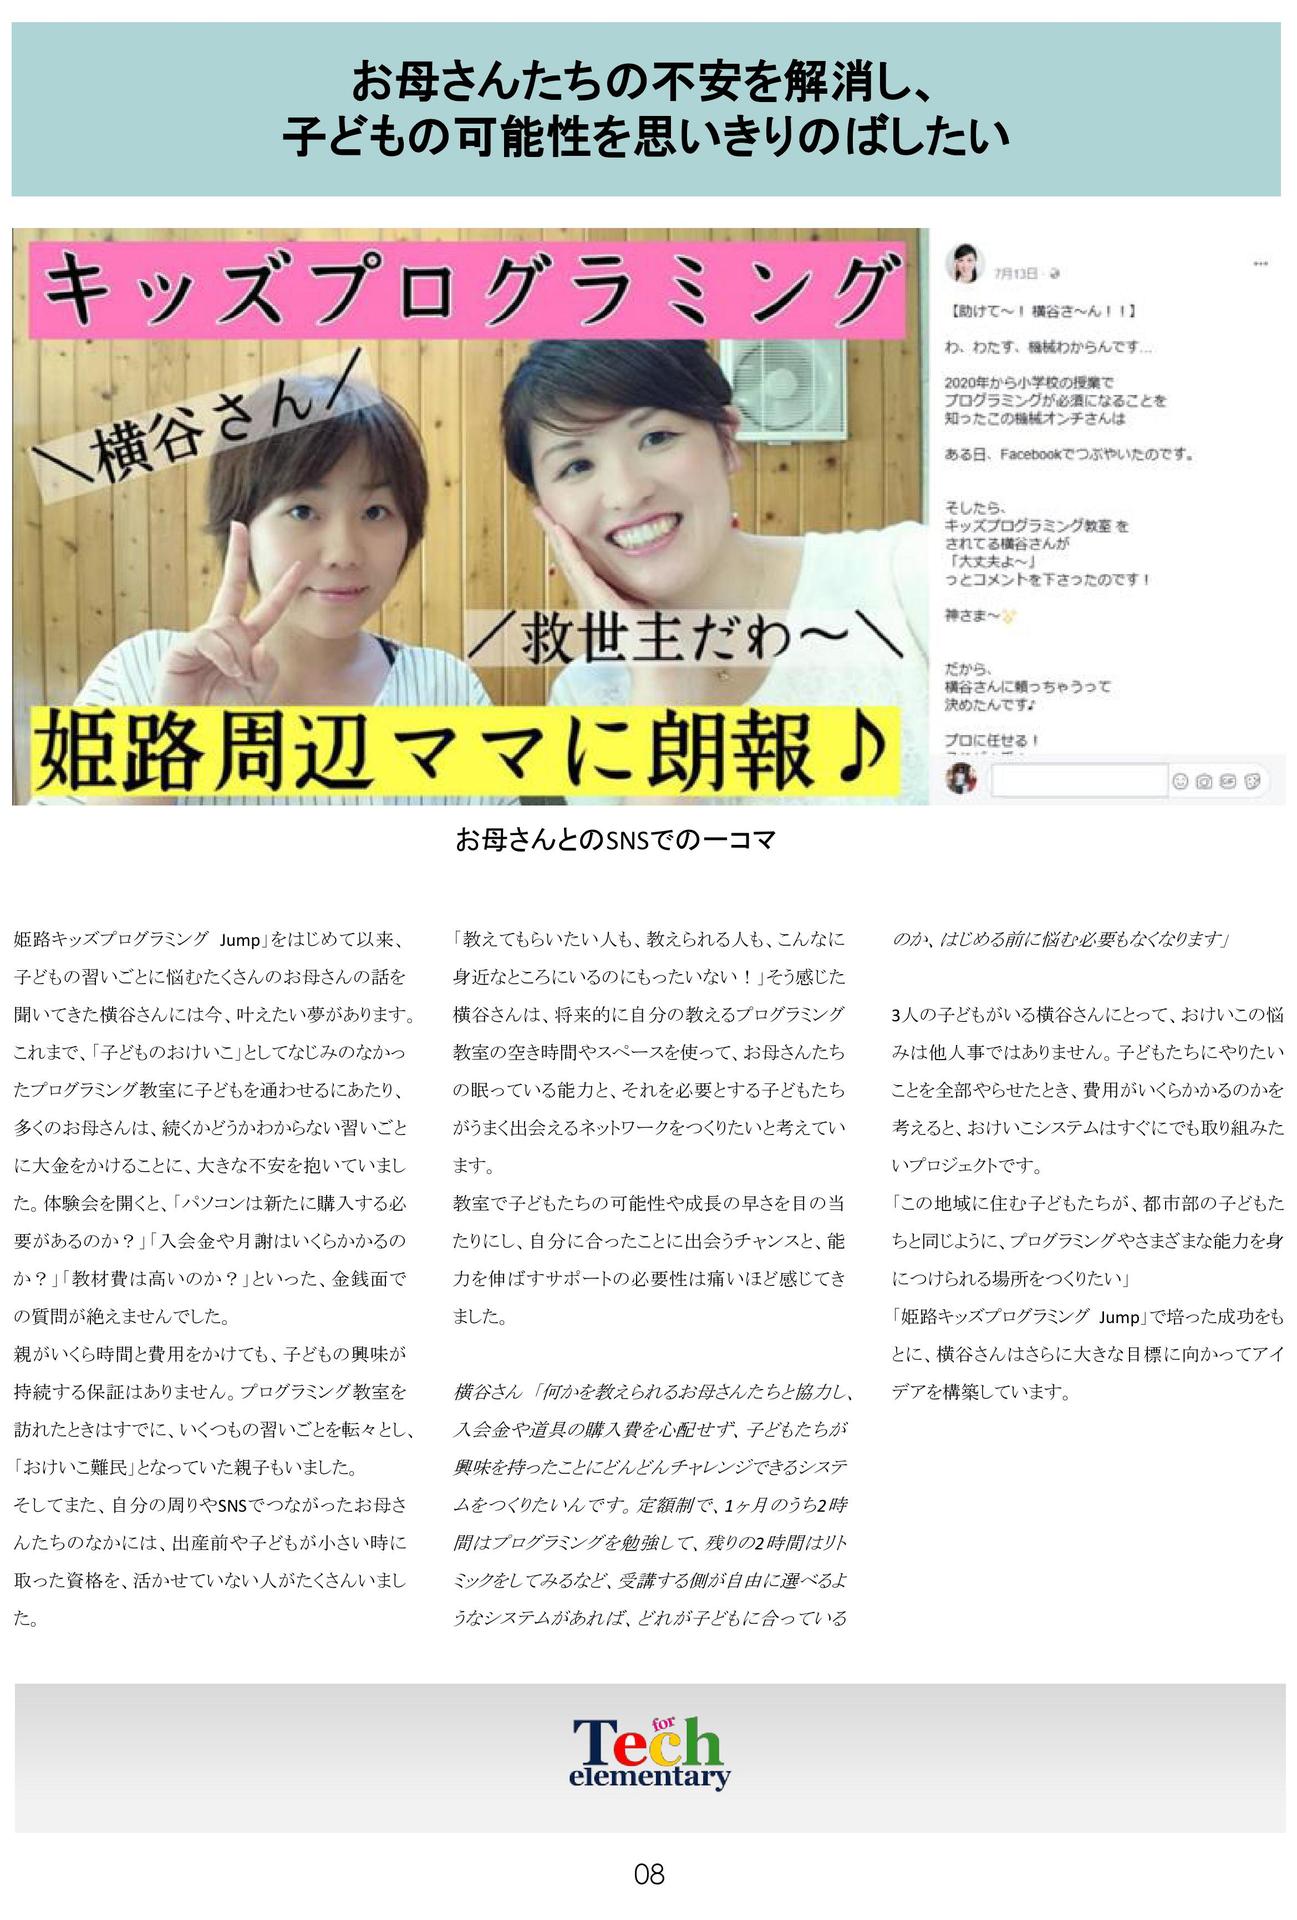 お母さんたちの不安を解消し、
子どもの可能性を思いきりのばしたい
キッズプログラミング
＼横谷さん／
／救世主だわ～＼
姫路周辺ママに朗報♪
7月13日
【助けて～！ 横谷さ～ん！！】
わ、わたす、機械わからんです…
2020年から小学校の授業で
プログラミングが必須になることを
知ったこの機械オンチさんは
ある日、Facebookでつぶやいたのです。
そしたら、
キッズプログラミング教室 を
されてる横谷さんが
「大丈夫よ～」
っとコメントを下さったのです！
神さま～✨
だから、
横谷さんに頼っちゃうって
決めたんです♪
プロに任せる！
お母さんとのSNSでの一コマ
姫路キッズプログラミング Jump」をはじめて以来、
子どもの習いごとに悩むたくさんのお母さんの話を
聞いてきた横谷さんには今、叶えたい夢があります。
これまで、「子どものおけいこ」としてなじみのなかっ
たプログラミング教室に子どもを通わせるにあたり、
多くのお母さんは、続くかどうかわからない習いごと
に大金をかけることに、大きな不安を抱いていまし
た。体験会を開くと、「パソコンは新たに購入する必
要があるのか？」「入会金や月謝はいくらかかるの
か？」「教材費は高いのか？」といった、金銭面で
の質問が絶えませんでした。
親がいくら時間と費用をかけても、子どもの興味が
持続する保証はありません。プログラミング教室を
訪れたときはすでに、いくつもの習いごとを転々とし、
「おけいこ難民」となっていた親子もいました。
そしてまた、自分の周りやSNSでつながったお母さ
んたちのなかには、出産前や子どもが小さい時に
取った資格を、活かせていない人がたくさんいまし
た。
「教えてもらいたい人も、教えられる人も、こんなに
身近なところにいるのにもったいない！」そう感じた
横谷さんは、将来的に自分の教えるプログラミング
教室の空き時間やスペースを使って、お母さんたち
の眠っている能力と、それを必要とする子どもたち
がうまく出会えるネットワークをつくりたいと考えてい
ます。
教室で子どもたちの可能性や成長の早さを目の当
たりにし、自分に合ったことに出会うチャンスと、能
力を伸ばすサポートの必要性は痛いほど感じてき
ました。
横谷さん 「何かを教えられるお母さんたちと協力し、
入会金や道具の購入費を心配せず、子どもたちが
興味を持ったことにどんどんチャレンジできるシステ
ムをつくりたいんです。定額制で、1ヶ月のうち2時
間はプログラミングを勉強して、残りの2時間はリト
ミックをしてみるなど、受講する側が自由に選べるよ
うなシステムがあれば、どれが子どもに合っている
のか、はじめる前に悩む必要もなくなります」
3人の子どもがいる横谷さんにとって、おけいこの悩
みは他人事ではありません。子どもたちにやりたい
ことを全部やらせたとき、費用がいくらかかるのかを
考えると、おけいこシステムはすぐにでも取り組みた
いプロジェクトです。
「この地域に住む子どもたちが、都市部の子どもた
ちと同じように、プログラミングやさまざまな能力を身
につけられる場所をつくりたい」
「姫路キッズプログラミング Jump」で培った成功をも
とに、横谷さんはさらに大きな目標に向かってアイ
デアを構築しています。
Tech for
elementary
08